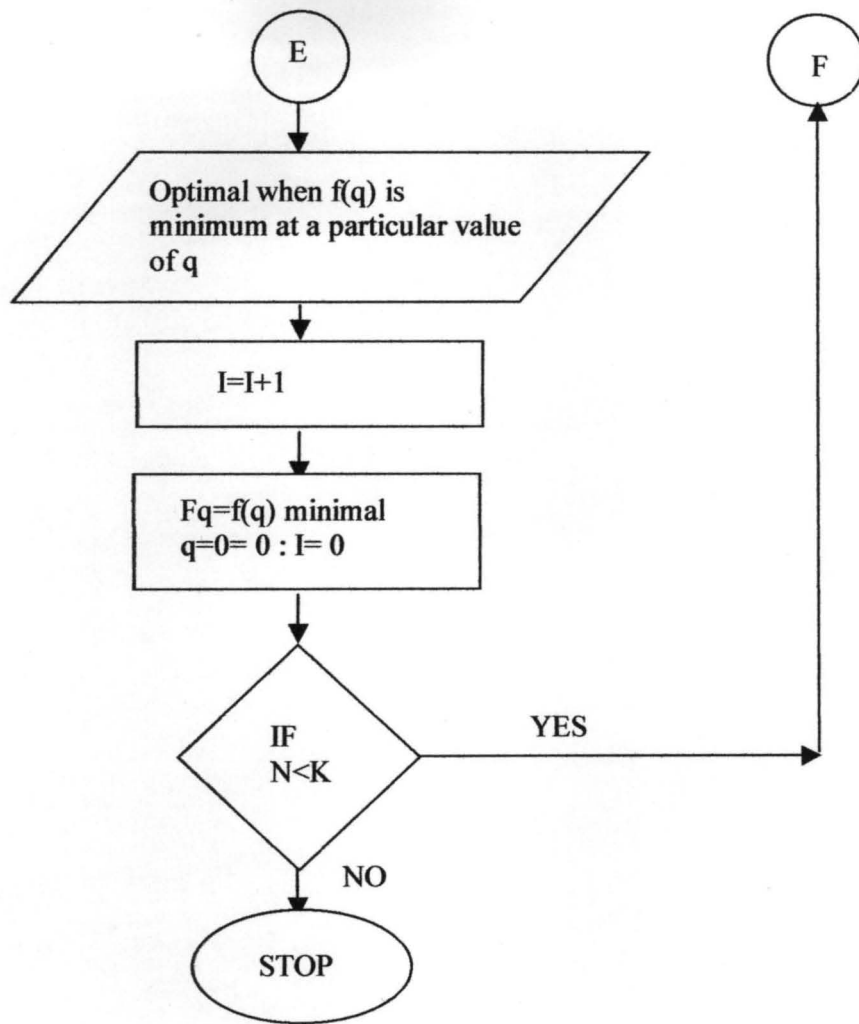 E
F
Optimal when f(q) is
minimum at a particular value
of q
I=I+1
Fq=f(q) minimal
q=0= 0 : I= 0
IF
N<K
YES
NO
STOP